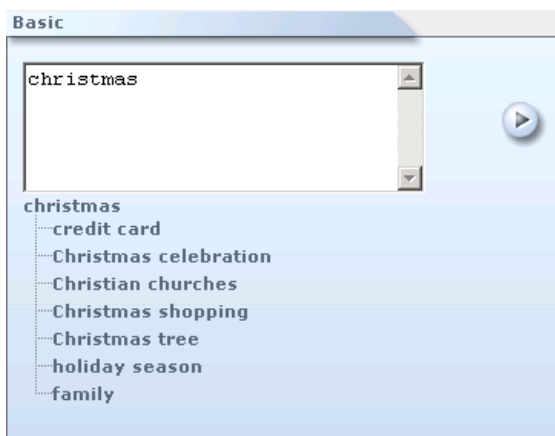 Basic
christmas
christmas
credit card
Christmas celebration
Christian churches
Christmas shopping
Christmas tree
holiday season
family